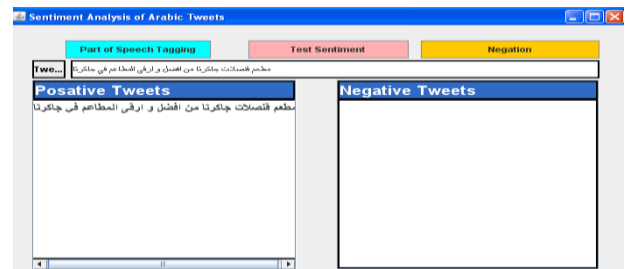 Sentiment Analysis of Arabic Tweets
Part of Speech Tagging Test Sentiment Negation
Twe... مطعم قنصلات جاكرتا من افضل و ارقى المطاعم في جاكرتا
Posative Tweets Negative Tweets
مطعم قنصلات جاكرتا من افضل و ارقى المطاعم في جاكرتا